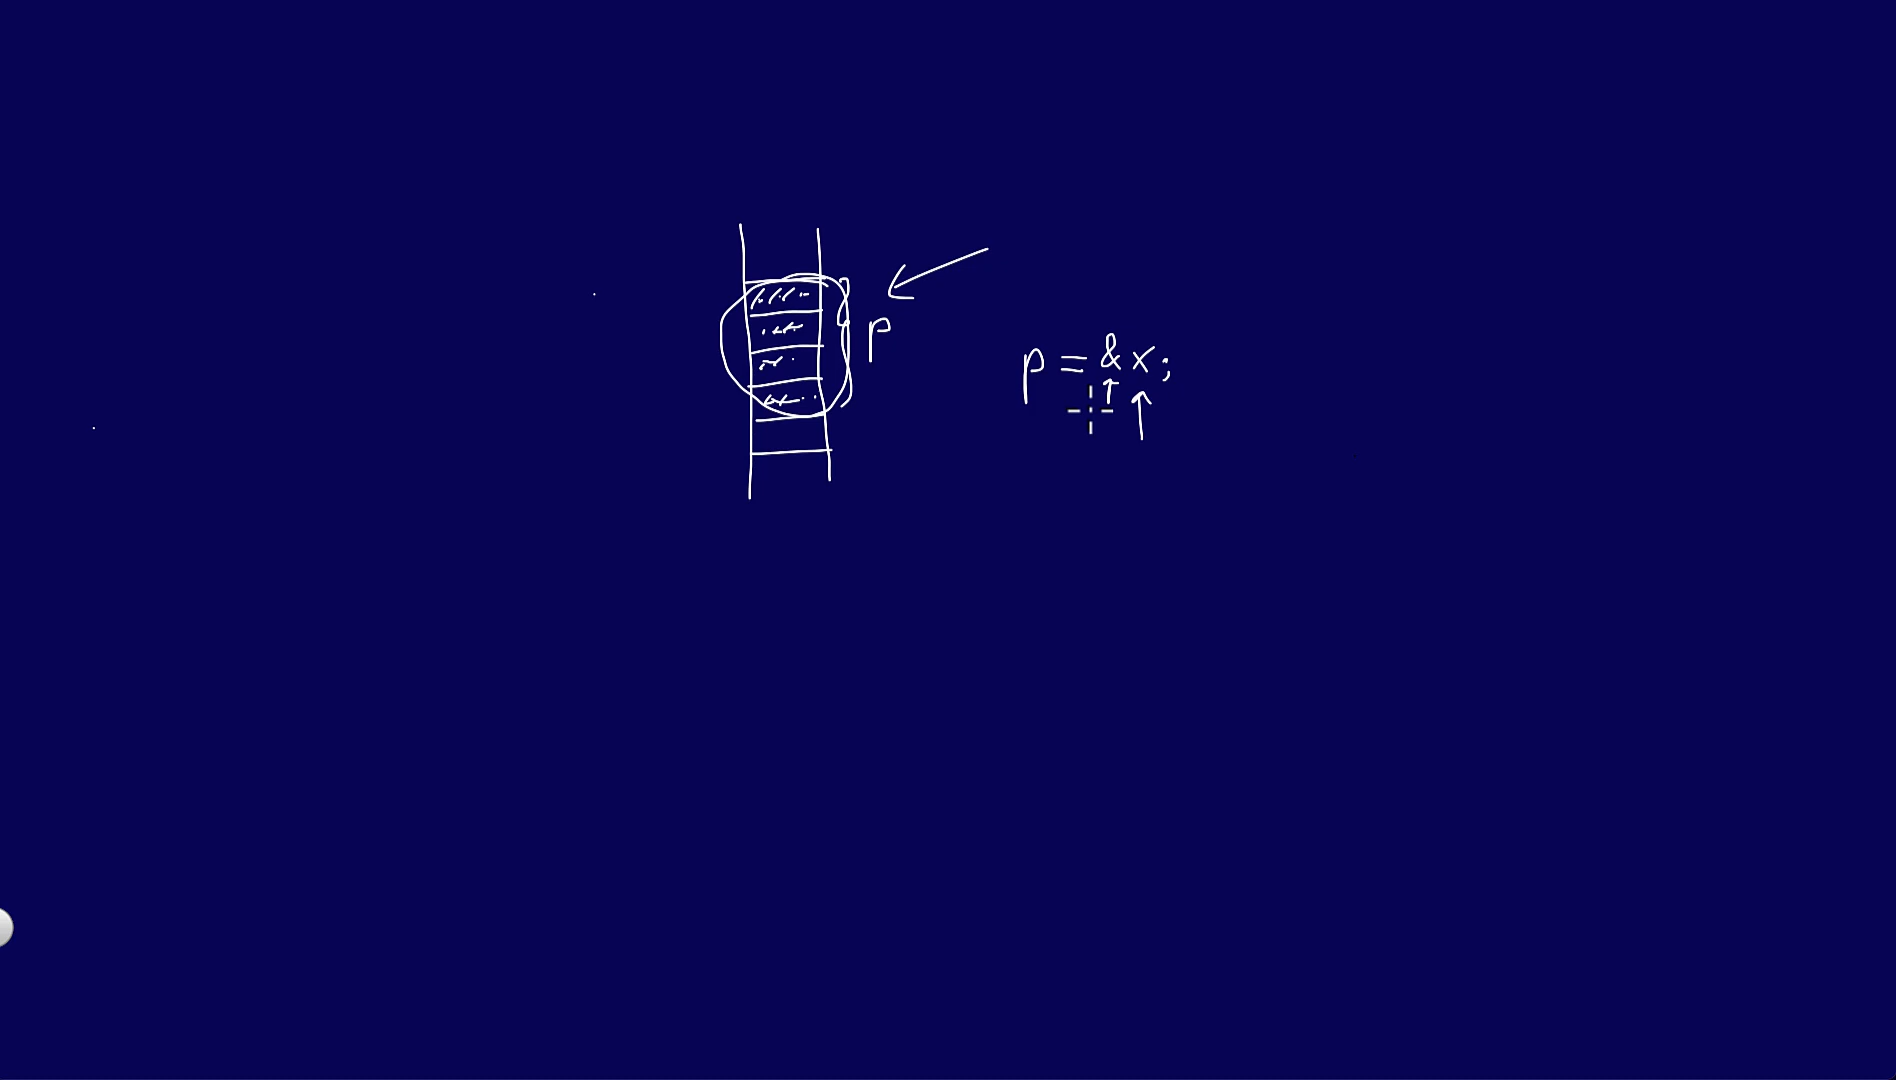 p
p = &x;